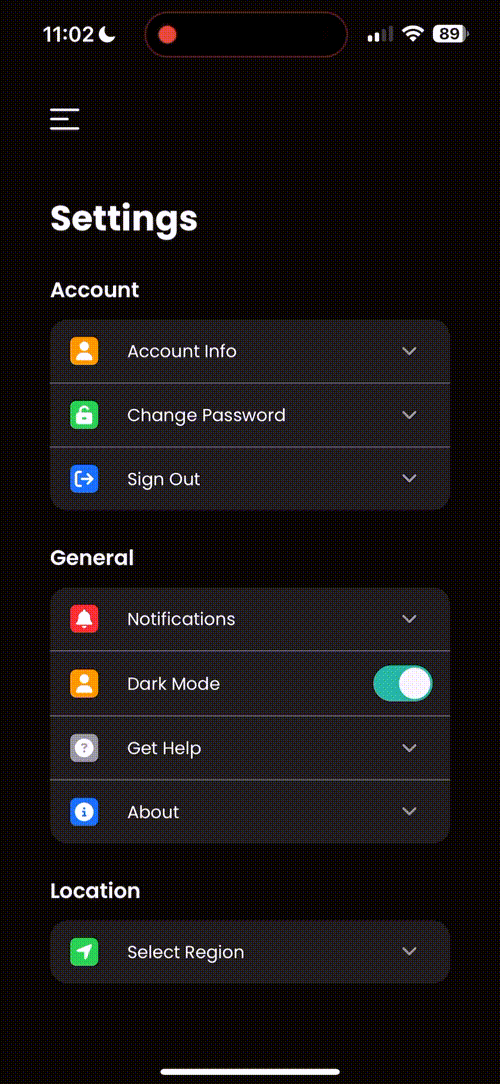 11:02
89
Settings
Account
Account Info
Change Password
Sign Out
General
Notifications
Dark Mode
Get Help
About
Location
Select Region